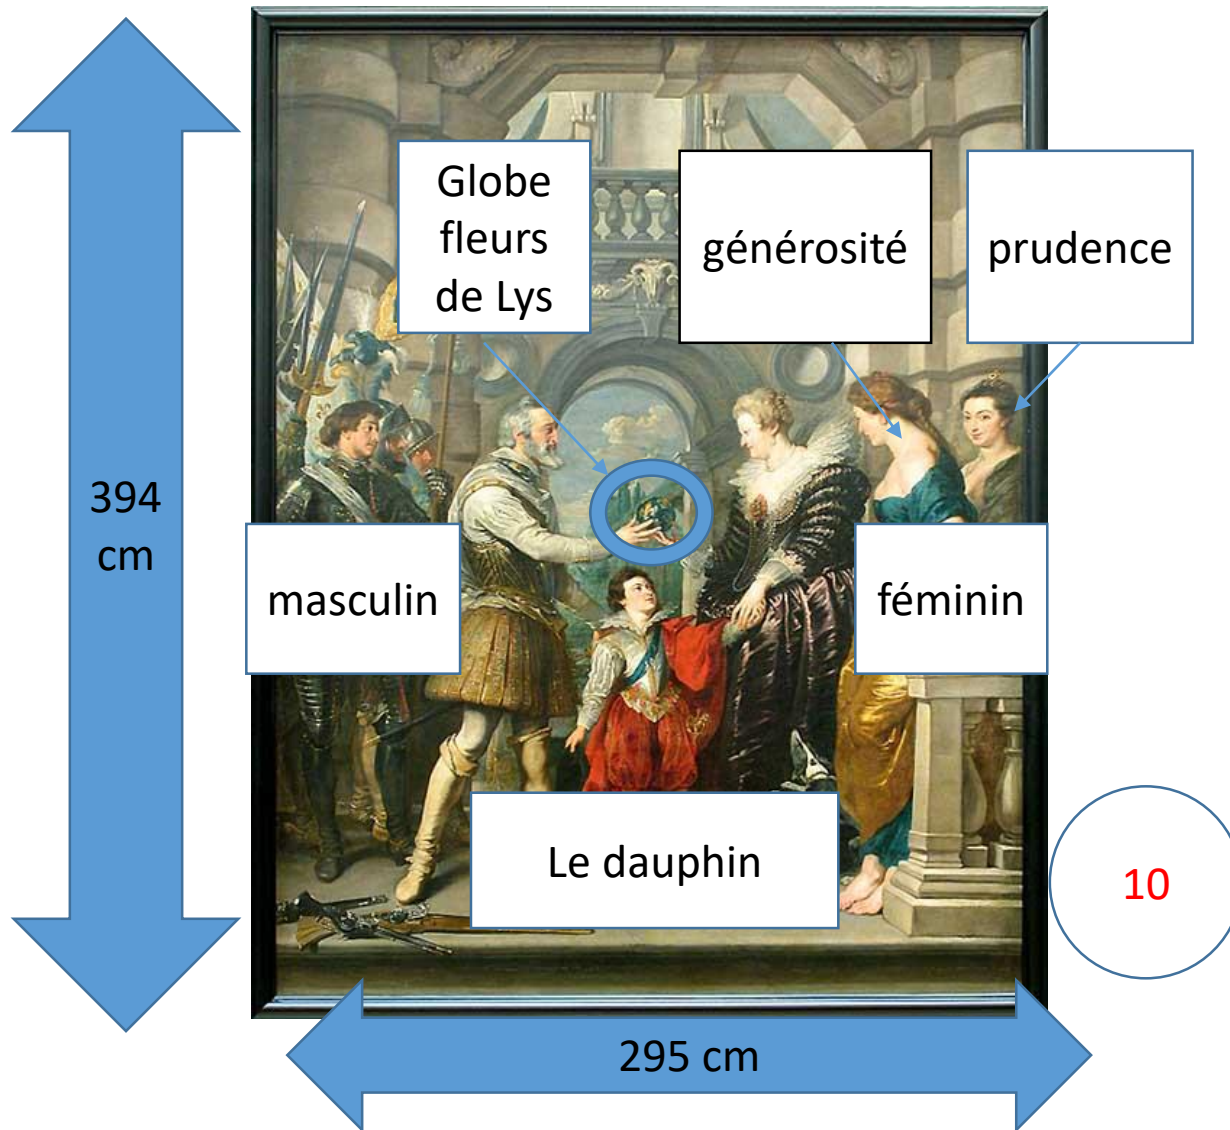 Globe
fleurs
de Lys
générosité
prudence
394
cm
masculin
féminin
Le dauphin
10
295 cm